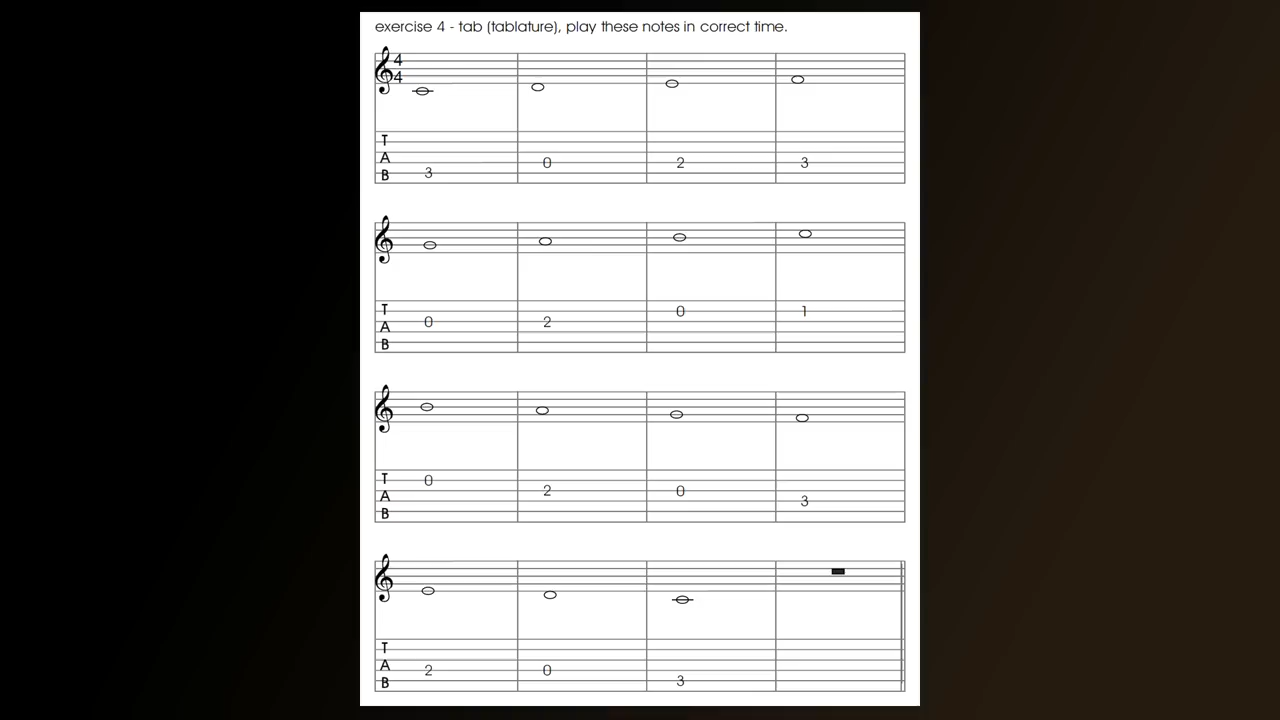 exercise 4 - tab (tablature), play these notes in correct time.
4
4
T
A
B
3 0 2 3
T
A
B
0 2 0 1
T
A
B
0 2 0 3
T
A
B
2 0 3